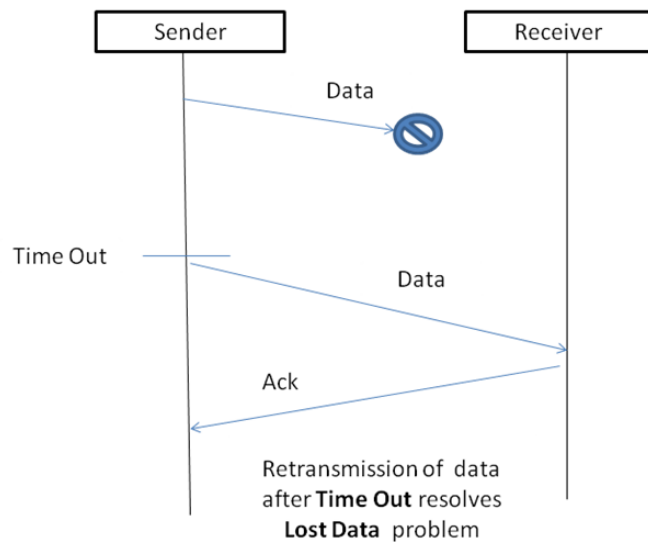 Sender
Receiver
Data
Time Out
Data
Ack
Retransmission of data
after Time Out resolves
Lost Data problem